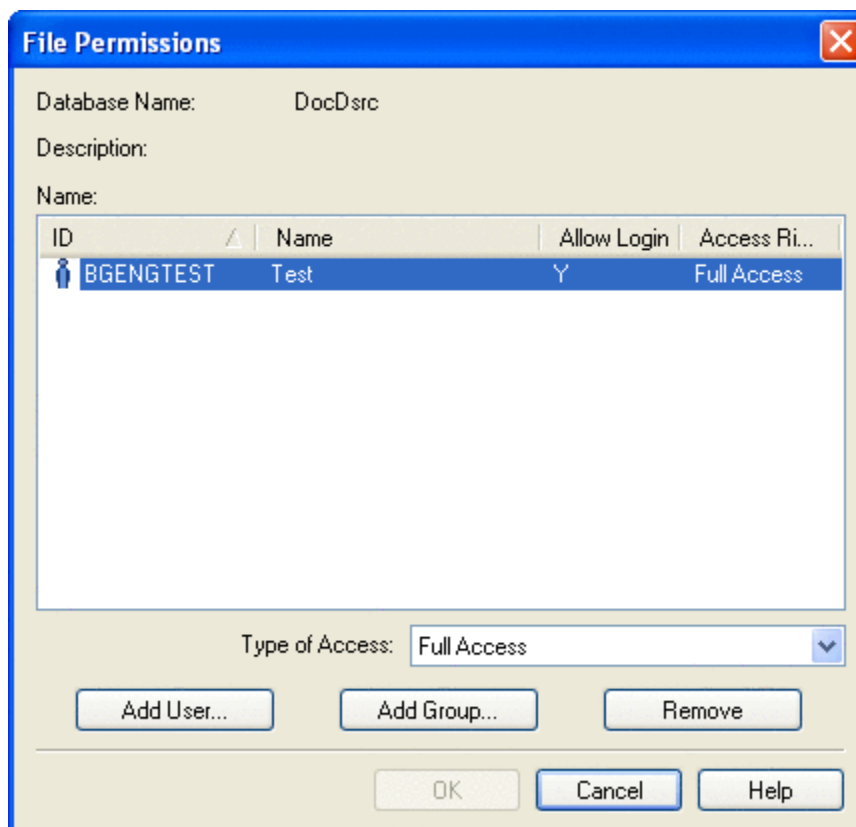 File Permissions
Database Name: DocDsrc
Description:
Name:
ID Name Allow Login Access Ri...
BGENGTEST Test Y Full Access
Type of Access: Full Access
Add User... Add Group... Remove
OK Cancel Help